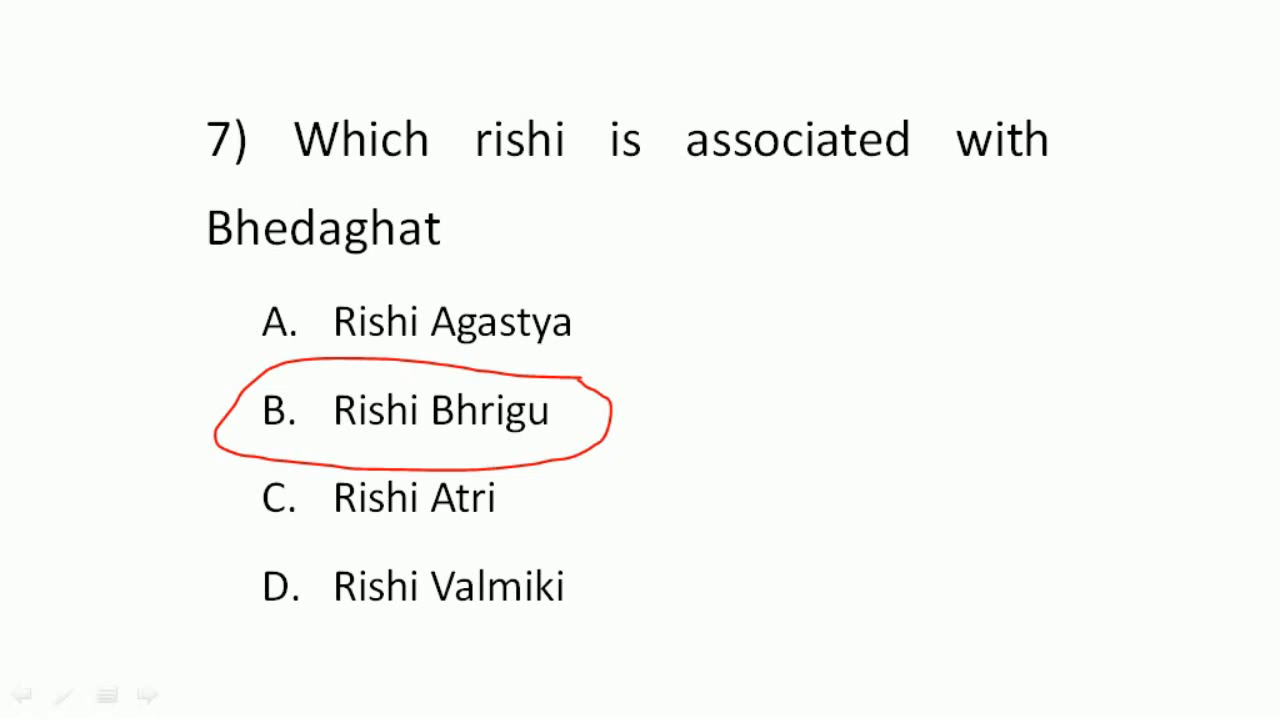 7) Which rishi is associated with
Bhedaghat
A. Rishi Agastya
B. Rishi Bhrigu
C. Rishi Atri
D. Rishi Valmiki